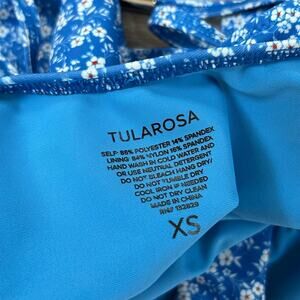 TULAROSA
SELF: 86% POLYESTER 14% SPANDEX
LINING: 84% NYLON 16% SPANDEX
HAND WASH IN COLD WATER AND
OR USE NEUTRAL DETERGENT
DO NOT BLEACH HANG DRY/
DO NOT TUMBLE DRY
COOL IRON IF NEEDED
DO NOT DRY CLEAN
MADE IN CHINA
RN# 132829
XS